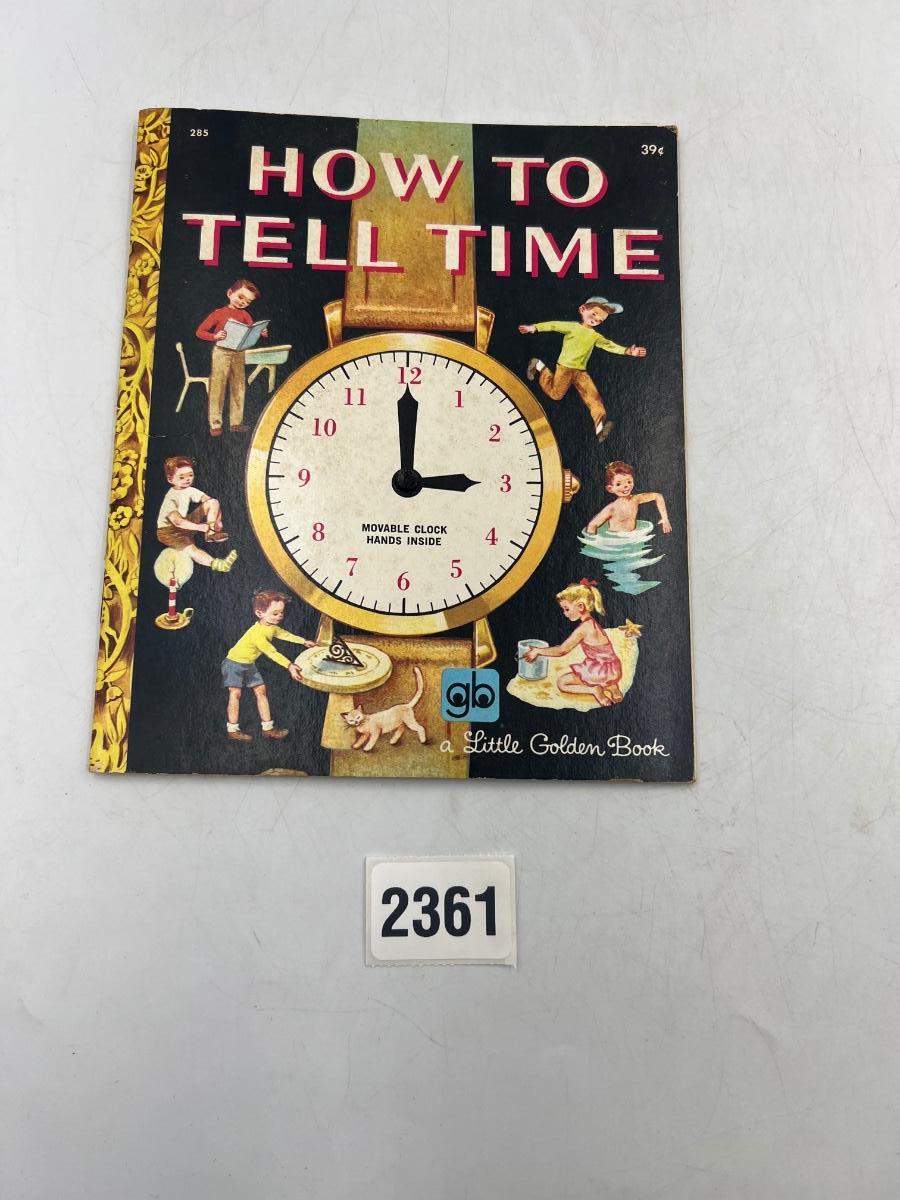 285
39¢
HOW TO
TELL TIME
12
1
2
3
4
5
6
7
8
9
10
11
MOVABLE CLOCK
HANDS INSIDE
gb
a Little Golden Book
2361